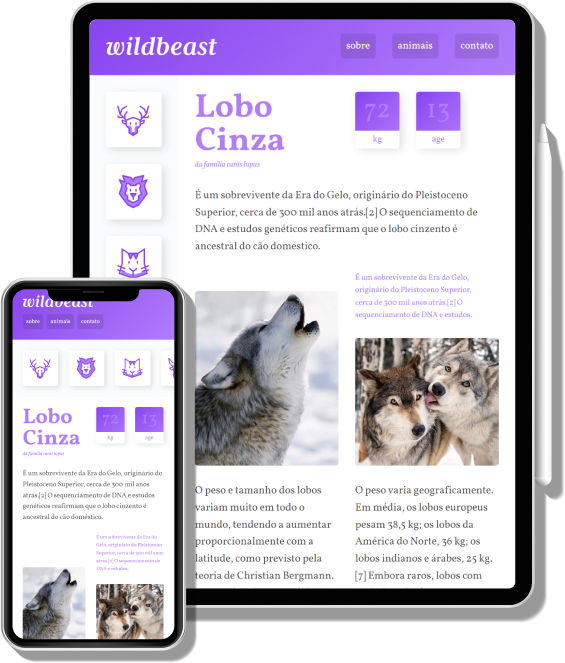 wildbeast
sobre
animais
contato
Lobo
Cinza
da família canis lupus
72
kg
13
age
É um sobrevivente da Era do Gelo, originário do Pleistoceno
Superior, cerca de 300 mil anos atrás.[2] O sequenciamento de
DNA e estudos genéticos reafirmam que o lobo cinzento é
ancestral do cão doméstico.
É um sobrevivente da Era do Gelo,
originário do Pleistoceno Superior,
cerca de 300 mil anos atrás.[2] O
sequenciamento de DNA e estudos.
O peso e tamanho dos lobos
variam muito em todo o
mundo, tendendo a aumentar
proporcionalmente com a
latitude, como previsto pela
teoria de Christian Bergmann.
O peso varia geograficamente.
Em média, os lobos europeus
pesam 38,5 kg; os lobos da
América do Norte, 36 kg; os
lobos indianos e árabes, 25 kg.
[7] Embora raros, lobos com
wildbeast
sobre
animais
contato
Lobo
Cinza
da família canis lupus
72
kg
13
age
É um sobrevivente da Era do Gelo, originário do
Pleistoceno Superior, cerca de 300 mil anos
atrás.[2] O sequenciamento de DNA e estudos
genéticos reafirmam que o lobo cinzento é
ancestral do cão doméstico.
É um sobrevivente da Era do
Gelo, originário do Pleistoceno
Superior, cerca de 300 mil anos
atrás.[2] O sequenciamento de
DNA e estudos.